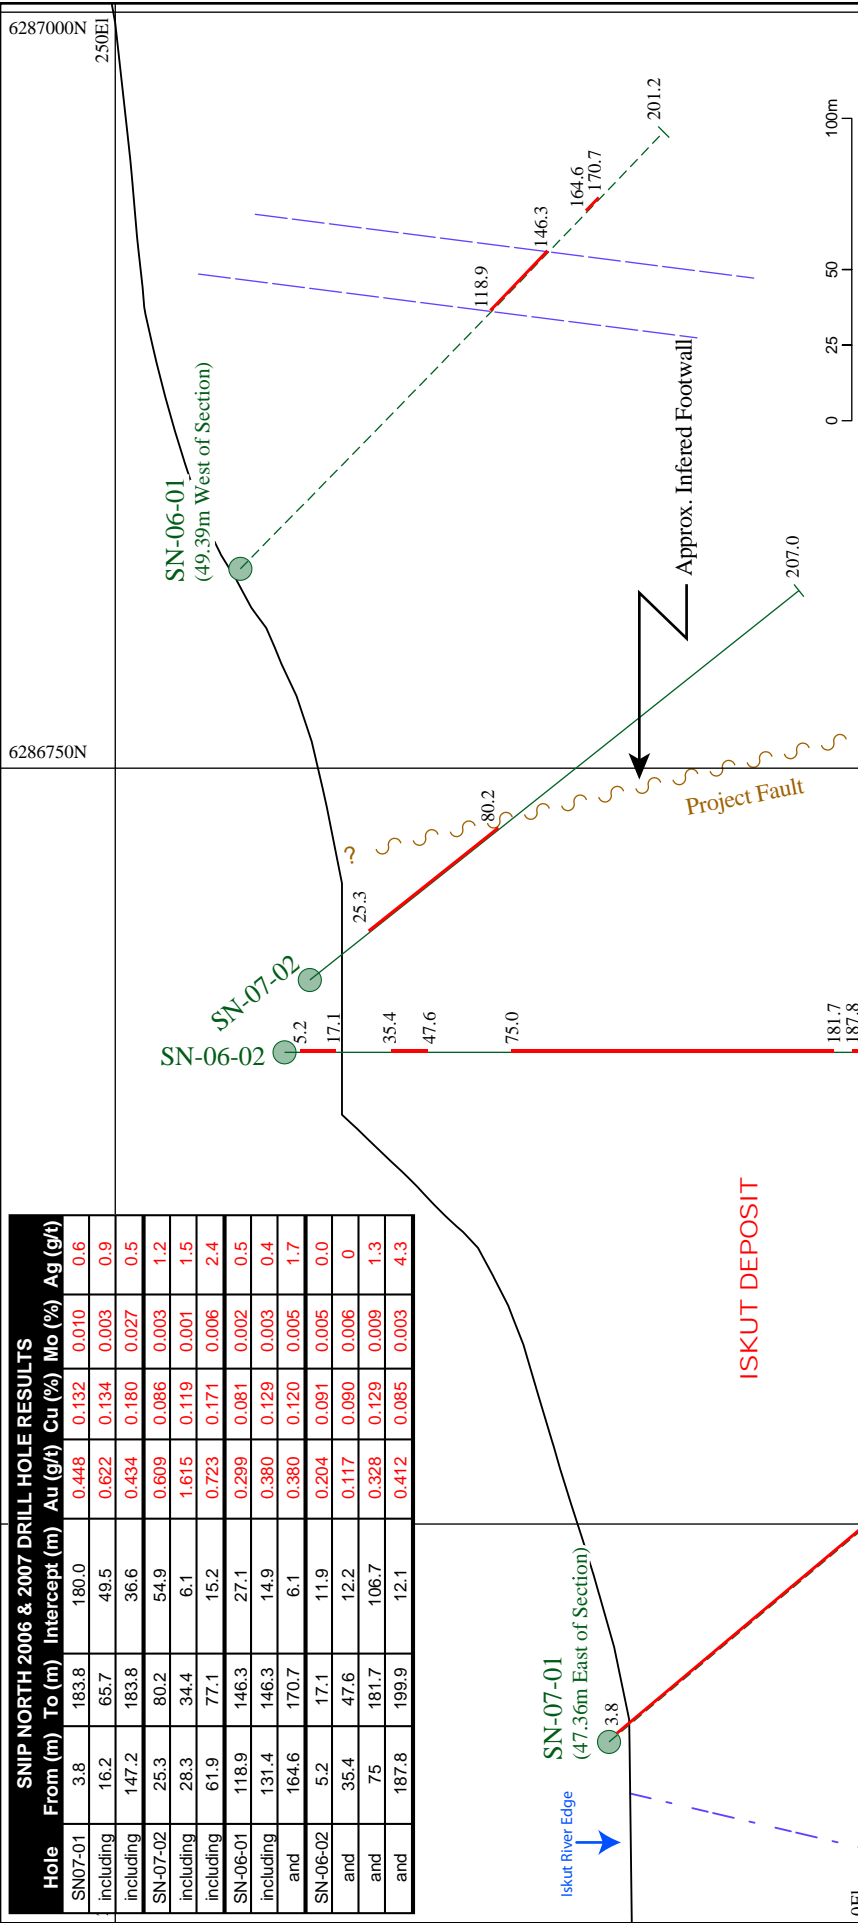 6287000N
250El
201.2
164.6
170.7
146.3
118.9
100m
50
25
0
SN-06-01
(49.39m West of Section)
Approx. Infered Footwall
207.0
6286750N
Project Fault
80.2
?
25.3
SN-07-02
SN-06-02
5.2
17.1
35.4
47.6
75.0
181.7
187.8
ISKUT DEPOSIT
SNIP NORTH 2006 & 2007 DRILL HOLE RESULTS
Hole From (m) To (m) Intercept (m) Au (g/t) Cu (%) Mo (%) Ag (g/t)
SN07-01 3.8 183.8 180.0 0.448 0.132 0.010 0.6
including 16.2 65.7 49.5 0.622 0.134 0.003 0.9
including 147.2 183.8 36.6 0.434 0.180 0.027 0.5
SN-07-02 25.3 80.2 54.9 0.609 0.086 0.003 1.2
including 28.3 34.4 6.1 1.615 0.119 0.001 1.5
including 61.9 77.1 15.2 0.723 0.171 0.006 2.4
SN-06-01 118.9 146.3 27.1 0.299 0.081 0.002 0.5
including 131.4 146.3 14.9 0.380 0.129 0.003 0.4
and 164.6 170.7 6.1 0.380 0.120 0.005 1.7
SN-06-02 5.2 17.1 11.9 0.204 0.091 0.005 0.0
and 35.4 47.6 12.2 0.117 0.090 0.006 0
and 75 181.7 106.7 0.328 0.129 0.009 1.3
and 187.8 199.9 12.1 0.412 0.085 0.003 4.3
SN-07-01
(47.36m East of Section)
3.8
Iskut River Edge
0El